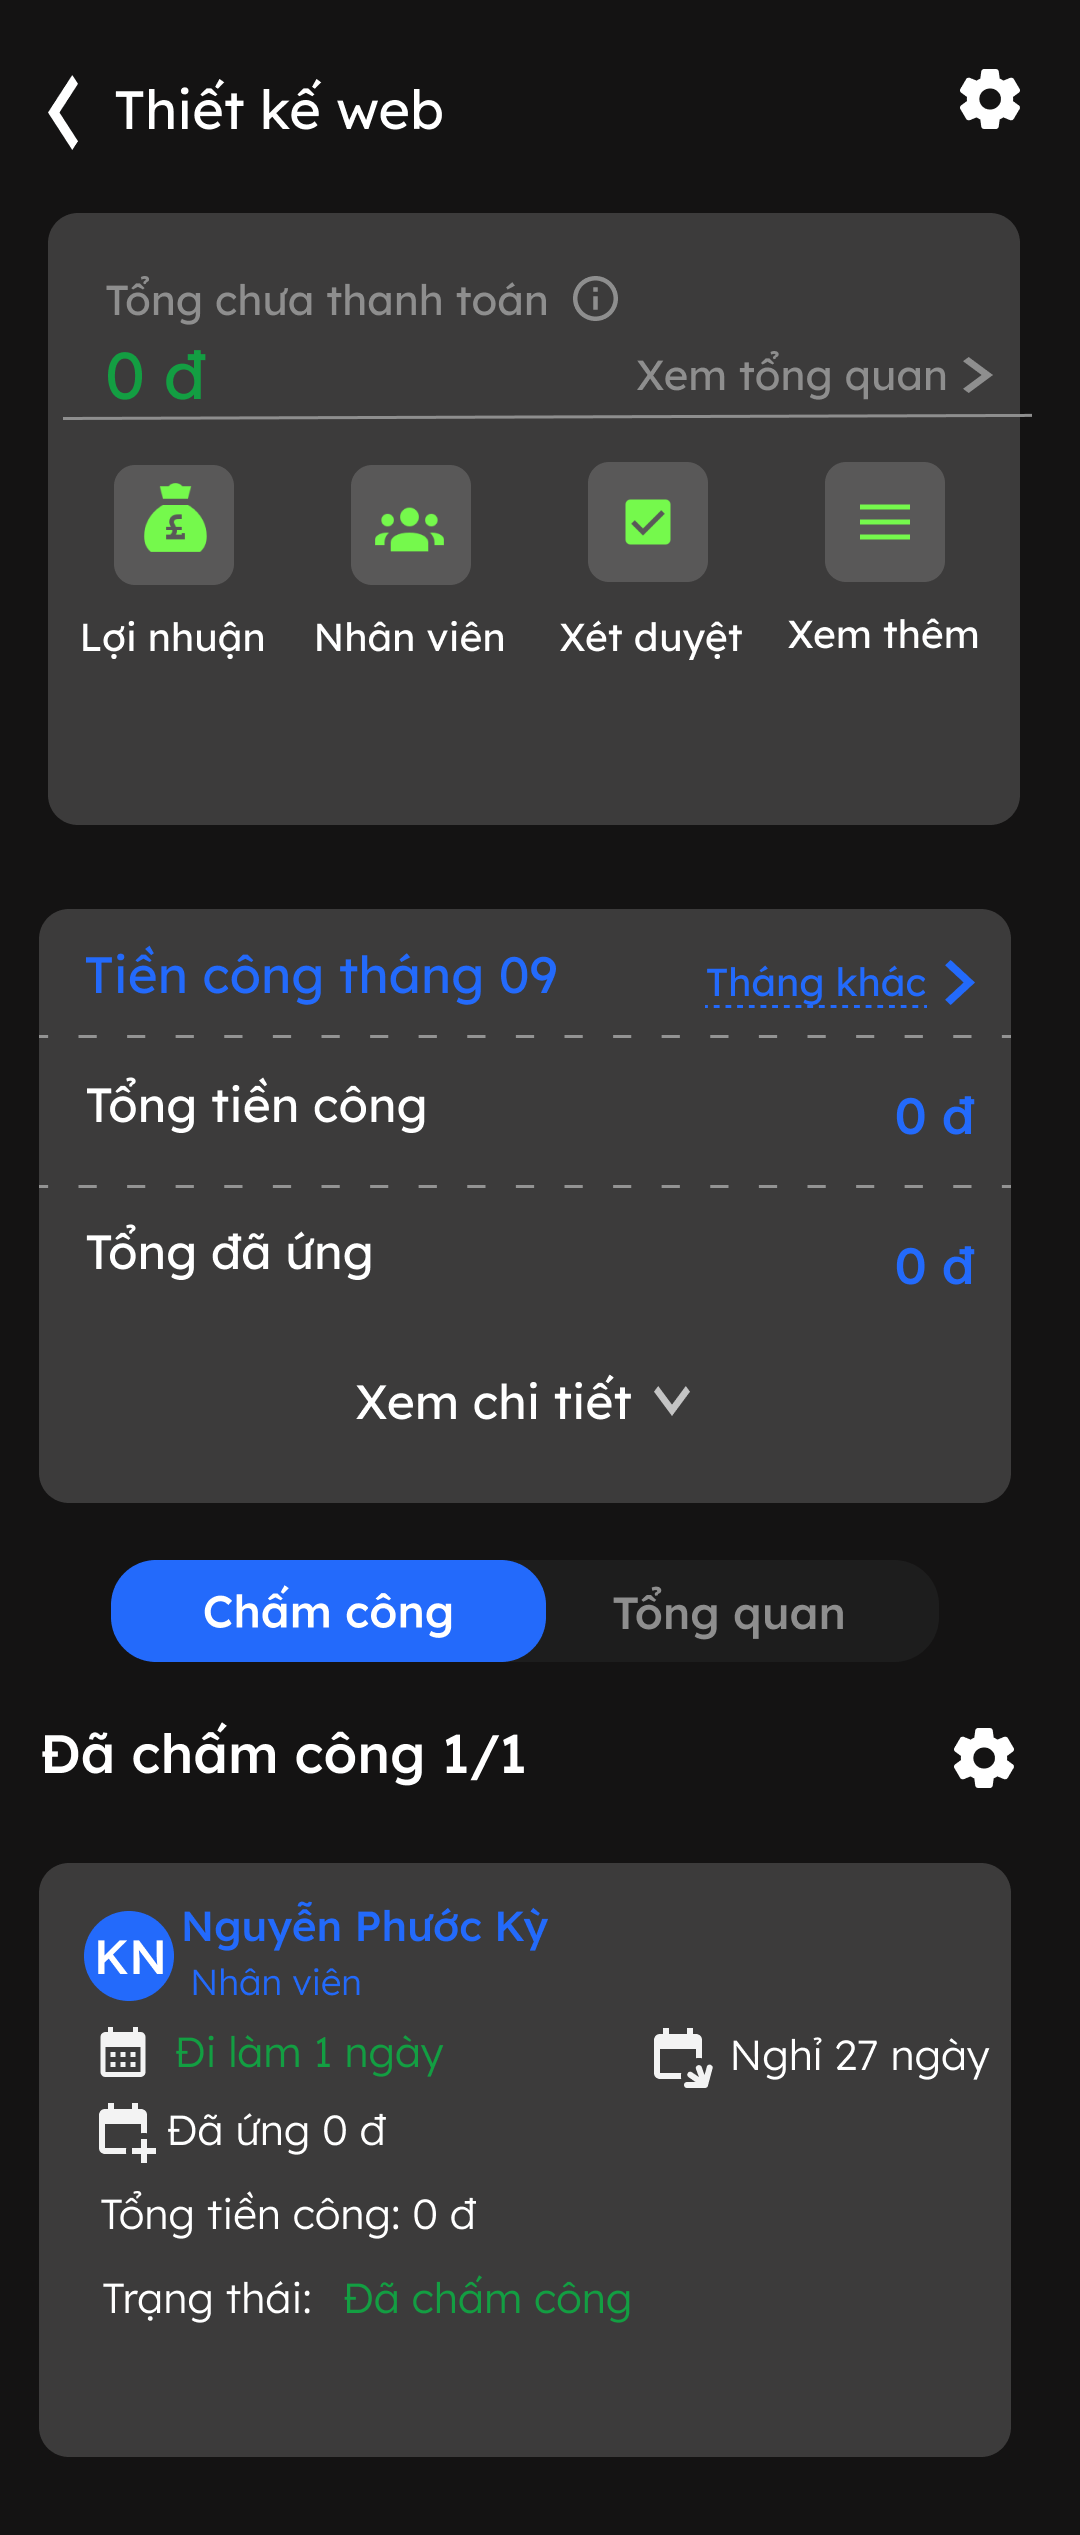 Thiết kế web
Tổng chưa thanh toán
0 đ
Xem tổng quan
£
Lợi nhuận
Nhân viên
Xét duyệt
Xem thêm
Tiền công tháng 09
Tháng khác
Tổng tiền công
0 đ
Tổng đã ứng
0 đ
Xem chi tiết
Chấm công
Tổng quan
Đã chấm công 1/1
KN
Nguyễn Phước Kỳ
Nhân viên
Đi làm 1 ngày
Nghỉ 27 ngày
Đã ứng 0 đ
Tổng tiền công: 0 đ
Trạng thái: Đã chấm công